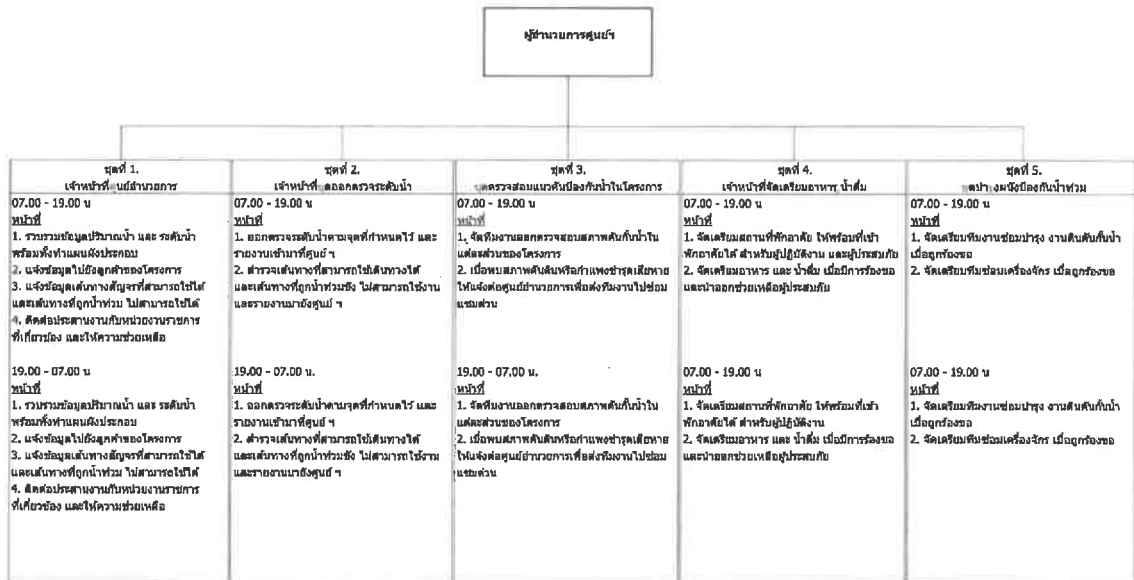 ผู้อำนวยการศูนย์ฯ
ชุดที่ 1.
เจ้าหน้าที่ศูนย์อำนวยการ
07.00 - 19.00 น
หน้าที่
1. รวบรวมข้อมูลปริมาณน้ำ และ ระดับน้ำ
พร้อมทั้งทำแผนผังประกอบ
2. แจ้งข้อมูลไปยังลูกค้าของโครงการ
3. แจ้งข้อมูลเส้นทางสัญจรที่สามารถใช้ได้
และเส้นทางที่ถูกน้ำท่วม ไม่สามารถใช้ได้
4. ติดต่อประสานงานกับหน่วยงานราชการ
ที่เกี่ยวข้อง และให้ความช่วยเหลือ
19.00 - 07.00 น
หน้าที่
1. รวบรวมข้อมูลปริมาณน้ำ และ ระดับน้ำ
พร้อมทั้งทำแผนผังประกอบ
2. แจ้งข้อมูลไปยังลูกค้าของโครงการ
3. แจ้งข้อมูลเส้นทางสัญจรที่สามารถใช้ได้
และเส้นทางที่ถูกน้ำท่วม ไม่สามารถใช้ได้
4. ติดต่อประสานงานกับหน่วยงานราชการ
ที่เกี่ยวข้อง และให้ความช่วยเหลือ
ชุดที่ 2.
เจ้าหน้าที่ชุดออกตรวจระดับน้ำ
07.00 - 19.00 น
หน้าที่
1. ออกตรวจระดับน้ำตามจุดที่กำหนดไว้ และ
รายงานเข้ามาที่ศูนย์ ฯ
2. สำรวจเส้นทางที่สามารถใช้เดินทางได้
และเส้นทางที่ถูกน้ำท่วมขัง ไม่สามารถใช้งาน
และรายงานมายังศูนย์ ฯ
19.00 - 07.00 น.
หน้าที่
1. ออกตรวจระดับน้ำตามจุดที่กำหนดไว้ และ
รายงานเข้ามาที่ศูนย์ ฯ
2. สำรวจเส้นทางที่สามารถใช้เดินทางได้
และเส้นทางที่ถูกน้ำท่วมขัง ไม่สามารถใช้งาน
และรายงานมายังศูนย์ ฯ
ชุดที่ 3.
ชุดตรวจสอบแนวคันป้องกันน้ำในโครงการ
07.00 - 19.00 น
หน้าที่
1. จัดทีมงานออกตรวจสอบสภาพคันกั้นน้ำใน
แต่ละส่วนของโครงการ
2. เมื่อพบสภาพคันดินหรือกำแพงชำรุดเสียหาย
ให้แจ้งต่อศูนย์อำนวยการเพื่อส่งทีมงานไปซ่อม
แซมด่วน
19.00 - 07.00 น.
หน้าที่
1. จัดทีมงานออกตรวจสอบสภาพคันกั้นน้ำใน
แต่ละส่วนของโครงการ
2. เมื่อพบสภาพคันดินหรือกำแพงชำรุดเสียหาย
ให้แจ้งต่อศูนย์อำนวยการเพื่อส่งทีมงานไปซ่อม
แซมด่วน
ชุดที่ 4.
เจ้าหน้าที่จัดเตรียมอาหาร น้ำดื่ม
07.00 - 19.00 น
หน้าที่
1. จัดเตรียมสถานที่พักอาศัย ให้พร้อมที่เข้า
พักอาศัยได้ สำหรับผู้ปฏิบัติงาน และผู้ประสบภัย
2. จัดเตรียมอาหาร และ น้ำดื่ม เมื่อมีการร้องขอ
และนำออกช่วยเหลือผู้ประสบภัย
07.00 - 19.00 น
หน้าที่
1. จัดเตรียมสถานที่พักอาศัย ให้พร้อมที่เข้า
พักอาศัยได้ สำหรับผู้ปฏิบัติงาน
2. จัดเตรียมอาหาร และ น้ำดื่ม เมื่อมีการร้องขอ
และนำออกช่วยเหลือผู้ประสบภัย
ชุดที่ 5.
ผนังป้องกันน้ำท่วม
07.00 - 19.00 น
หน้าที่
1. จัดเตรียมทีมงานซ่อมบำรุง งานดินคันกั้นน้ำ
เมื่อถูกร้องขอ
2. จัดเตรียมทีมซ่อมเครื่องจักร เมื่อถูกร้องขอ
07.00 - 19.00 น
หน้าที่
1. จัดเตรียมทีมงานซ่อมบำรุง งานดินคันกั้นน้ำ
เมื่อถูกร้องขอ
2. จัดเตรียมทีมซ่อมเครื่องจักร เมื่อถูกร้องขอ